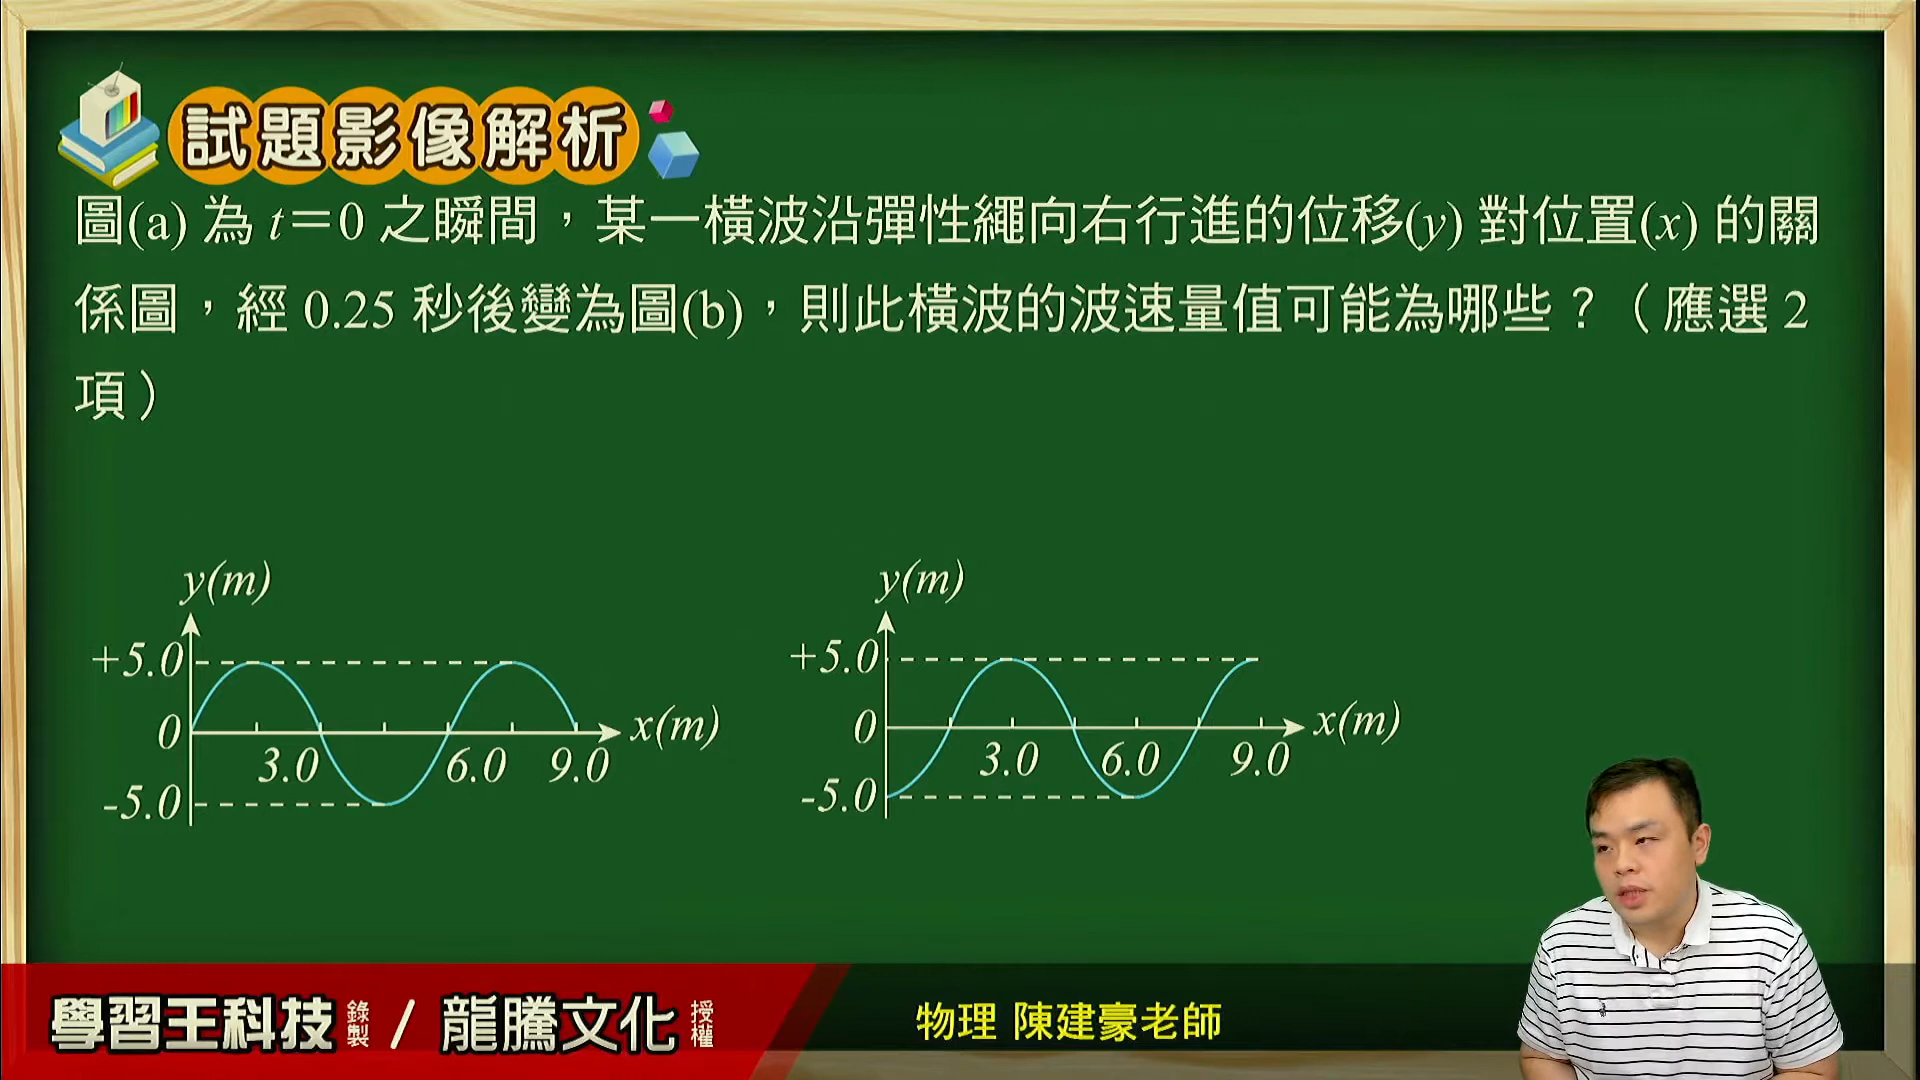 試題影像解析
圖(a) 為 t＝0 之瞬間，某一橫波沿彈性繩向右行進的位移(y) 對位置(x) 的關
係圖，經 0.25 秒後變為圖(b)，則此橫波的波速量值可能為哪些？（應選 2
項）
y(m)
+5.0
0
-5.0
3.0
6.0
9.0
x(m)
y(m)
+5.0
0
-5.0
3.0
6.0
9.0
x(m)
學習王科技 錄製 / 龍騰文化 授權
物理 陳建豪老師